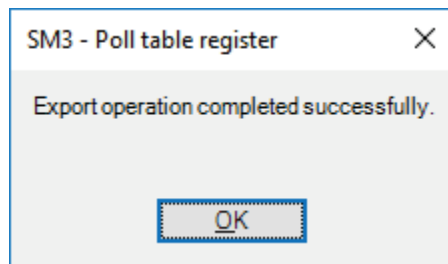 SM3 - Poll table register
Export operation completed successfully.
OK